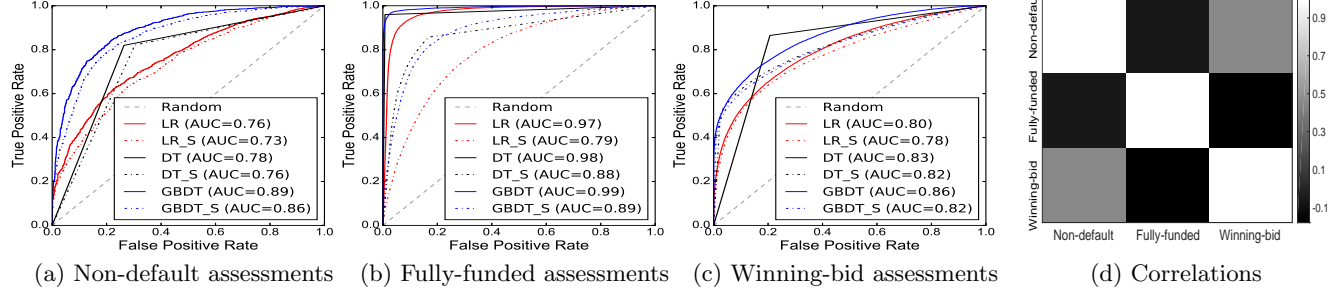 1.0
0.8
0.6
0.4
0.2
0.0
True Positive Rate
Random
LR (AUC=0.76)
LR_S (AUC=0.73)
DT (AUC=0.78)
DT_S (AUC=0.76)
GBDT (AUC=0.89)
GBDT_S (AUC=0.86)
0.0 0.2 0.4 0.6 0.8 1.0
False Positive Rate
(a) Non-default assessments
1.0
0.8
0.6
0.4
0.2
0.0
True Positive Rate
Random
LR (AUC=0.97)
LR_S (AUC=0.79)
DT (AUC=0.98)
DT_S (AUC=0.88)
GBDT (AUC=0.99)
GBDT_S (AUC=0.89)
0.0 0.2 0.4 0.6 0.8 1.0
False Positive Rate
(b) Fully-funded assessments
1.0
0.8
0.6
0.4
0.2
0.0
True Positive Rate
Random
LR (AUC=0.80)
LR_S (AUC=0.78)
DT (AUC=0.83)
DT_S (AUC=0.82)
GBDT (AUC=0.86)
GBDT_S (AUC=0.82)
0.0 0.2 0.4 0.6 0.8 1.0
False Positive Rate
(c) Winning-bid assessments
Non-default
Fully-funded
Winning-bid
Non-default Fully-funded Winning-bid
0.9
0.7
0.5
0.3
0.1
-0.1
(d) Correlations